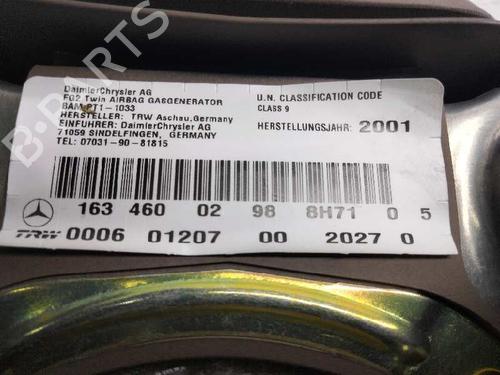 DaimlerChrysler AG
FG2 Twin AIRBAG GASGENERATOR
BAM-PT1-1033
HERSTELLER: TRW Aschau,Germany
EINFUHRER: DaimlerChrysler AG
71059 SINDELFINGEN, GERMANY
TEL: 07031-90-81815
U.N. CLASSIFICATION CODE
CLASS 9
HERSTELLUNGSJAHR: 2001
163 460 02 98 8H71 0 5
TRW 0006 01207 00 2027 0
B-PARTS